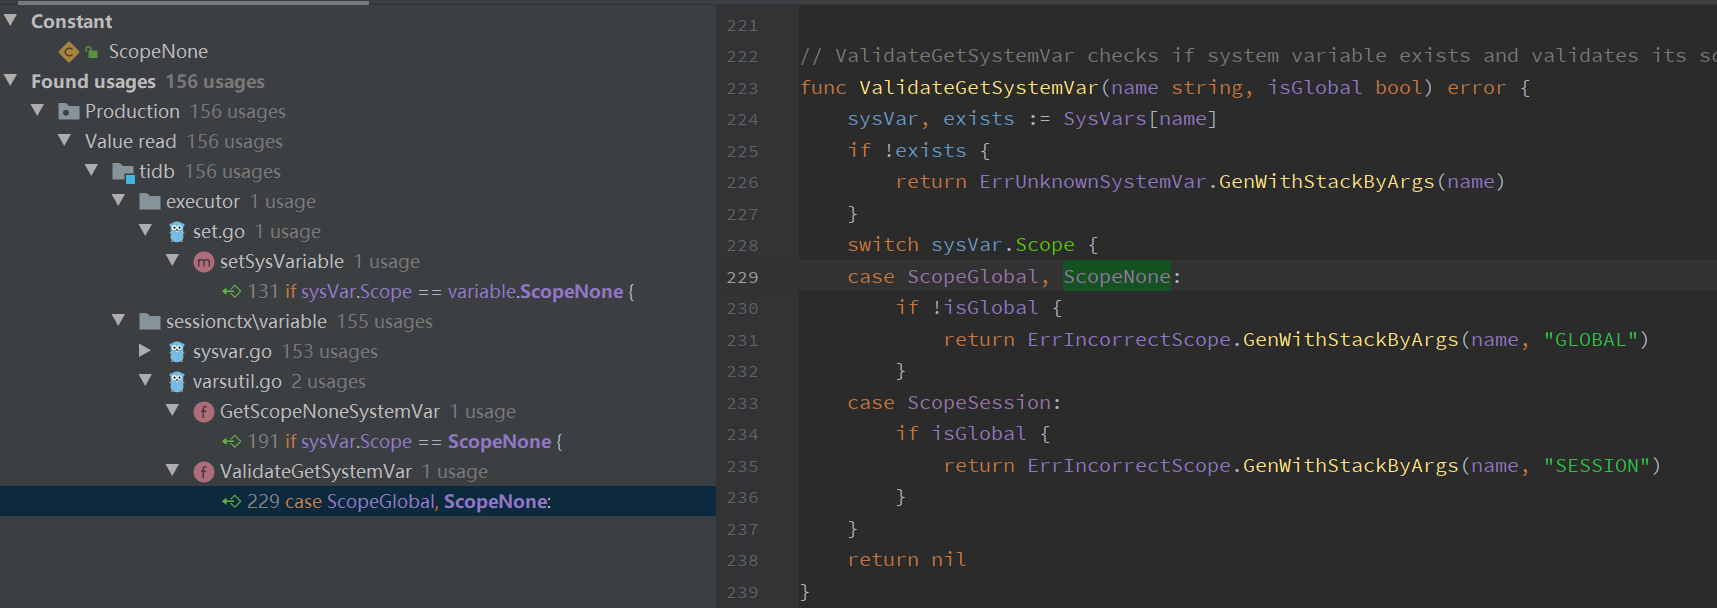 Constant
ScopeNone
Found usages 156 usages
Production 156 usages
Value read 156 usages
tidb 156 usages
executor 1 usage
set.go 1 usage
m setSysVariable 1 usage
131 if sysVar.Scope == variable.ScopeNone {
sessionctx\variable 155 usages
sysvar.go 153 usages
varsutil.go 2 usages
f GetScopeNoneSystemVar 1 usage
191 if sysVar.Scope == ScopeNone {
f ValidateGetSystemVar 1 usage
229 case ScopeGlobal, ScopeNone:
221
222 // ValidateGetSystemVar checks if system variable exists and validates its
223 func ValidateGetSystemVar(name string, isGlobal bool) error {
224 sysVar, exists := SysVars[name]
225 if !exists {
226 return ErrUnknownSystemVar.GenWithStackByArgs(name)
227 }
228 switch sysVar.Scope {
229 case ScopeGlobal, ScopeNone:
230 if !isGlobal {
231 return ErrIncorrectScope.GenWithStackByArgs(name, "GLOBAL")
232 }
233 case ScopeSession:
234 if isGlobal {
235 return ErrIncorrectScope.GenWithStackByArgs(name, "SESSION")
236 }
237 }
238 return nil
239 }